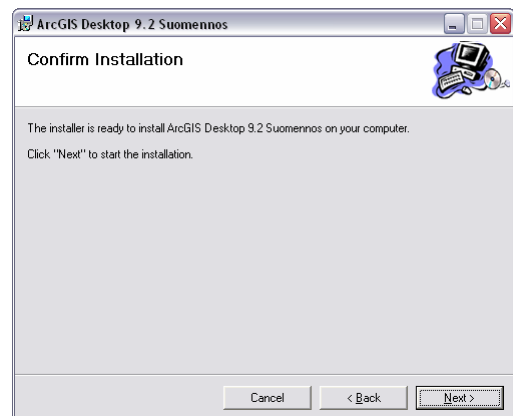 ArcGIS Desktop 9.2 Suomennos
Confirm Installation
The installer is ready to install ArcGIS Desktop 9.2 Suomennos on your computer.
Click "Next" to start the installation.
Cancel
< Back
Next >